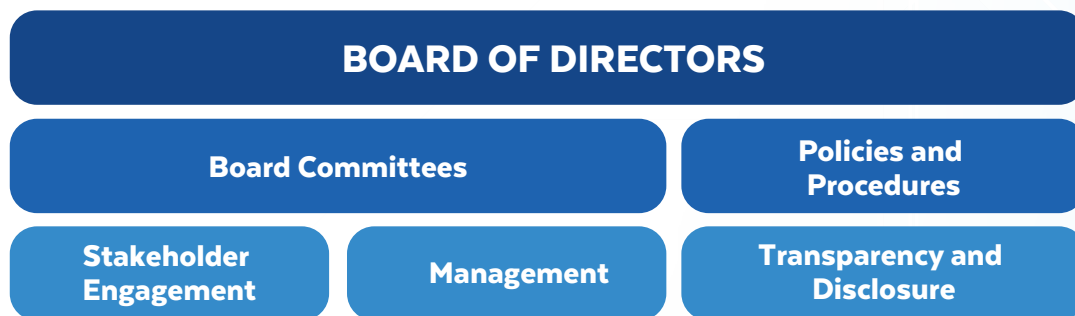 BOARD OF DIRECTORS
Board Committees
Policies and
Procedures
Stakeholder
Engagement
Management
Transparency and
Disclosure